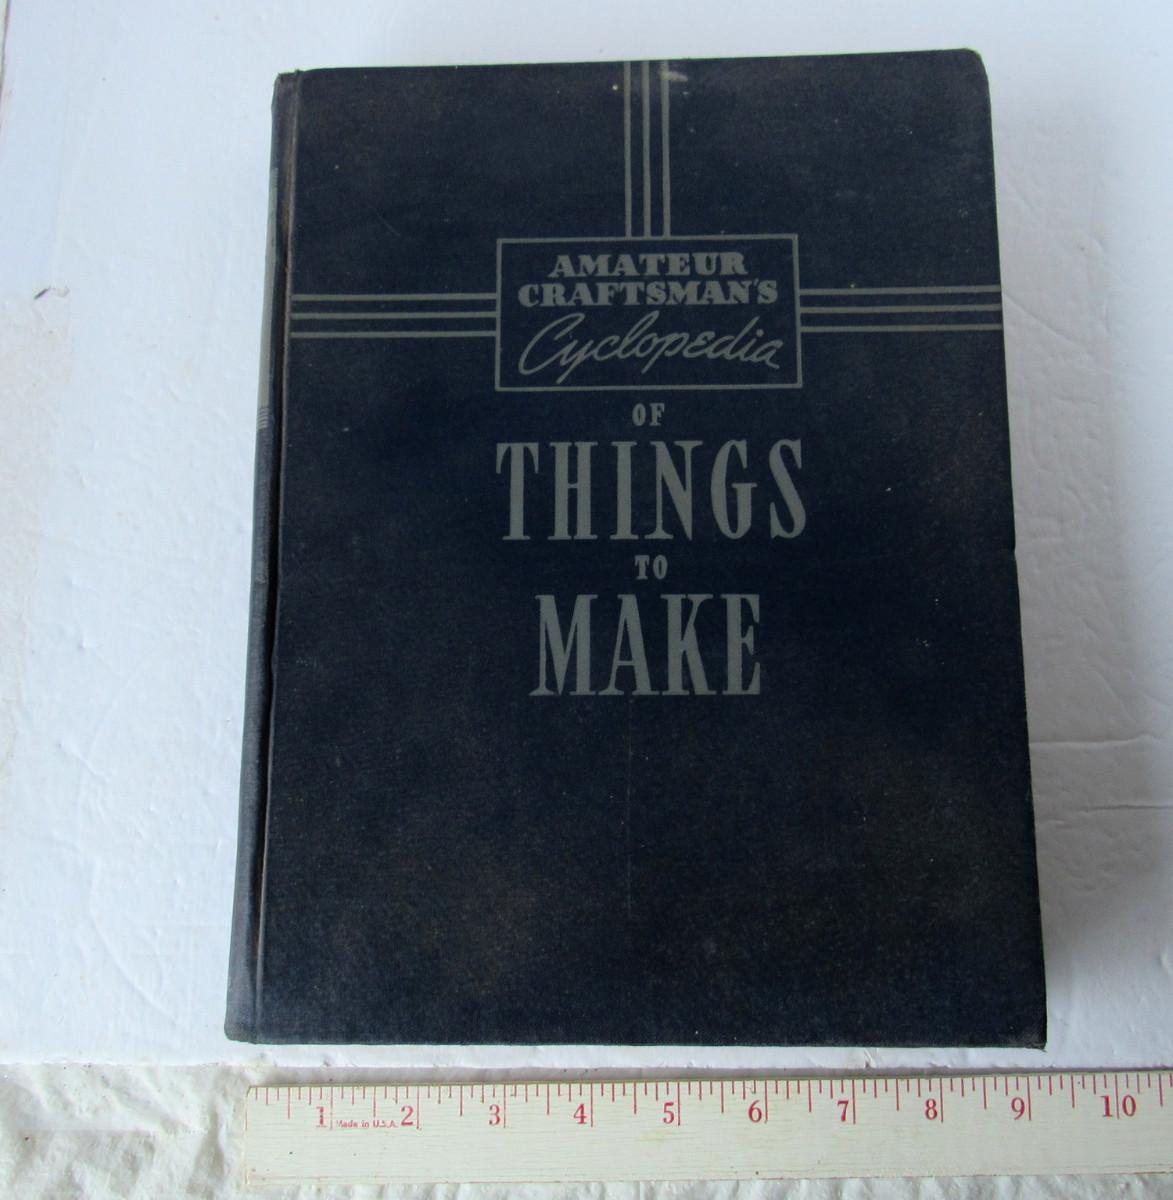 AMATEUR
CRAFTSMAN'S
Cyclopedia
OF
THINGS
TO
MAKE
1 Made in U.S.A. 2 3 4 5 6 7 8 9 10